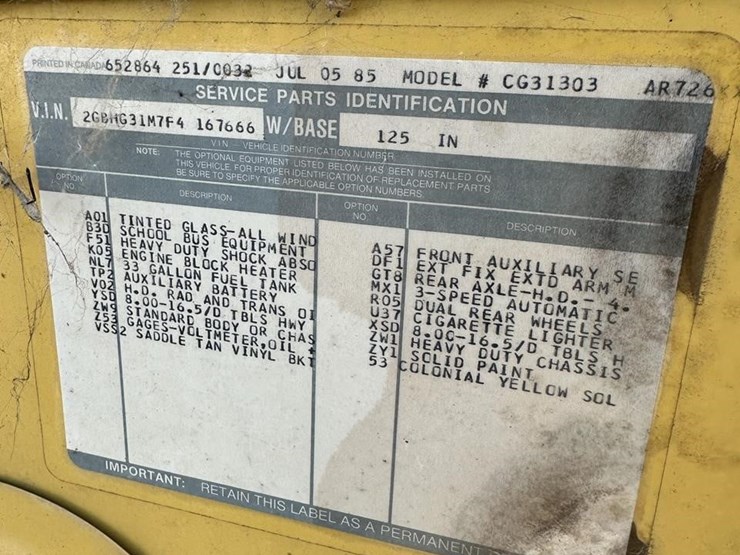 PRINTED IN CANADA 652864 251/0032 JUL 05 85 MODEL # CG31303 AR726
SERVICE PARTS IDENTIFICATION
V.I.N. 2GBHG31M7F4 167666 W/BASE 125 IN
VIN - VEHICLE IDENTIFICATION NUMBER
NOTE: THE OPTIONAL EQUIPMENT LISTED BELOW HAS BEEN INSTALLED ON
THIS VEHICLE. FOR PROPER IDENTIFICATION OF REPLACEMENT PARTS
BE SURE TO SPECIFY THE APPLICABLE OPTION NUMBERS.
OPTION NO. DESCRIPTION OPTION NO. DESCRIPTION
A01 TINTED GLASS-ALL WIND
B3D SCHOOL BUS EQUIPMENT
F51 HEAVY DUTY SHOCK ABSO
K05 ENGINE BLOCK HEATER
NL7 33 GALLON FUEL TANK
TP2 AUXILIARY BATTERY
V02 H.D. RAD AND TRANS OI
YSD 8.00-16.5/D TBLS HWY
ZW9 STANDARD BODY OR CHAS
Z53 GAGES-VOLTMETER,OIL +
VSS2 SADDLE TAN VINYL BKT
A57 FRONT AUXILIARY SE
DF1 EXT FIX EXTD ARM M
GT8 REAR AXLE-H.D.- 4.
MX1 3-SPEED AUTOMATIC
R05 DUAL REAR WHEELS
U37 CIGARETTE LIGHTER
XSD 8.00-16.5/D TBLS H
ZW1 HEAVY DUTY CHASSIS
ZY1 SOLID PAINT
53 COLONIAL YELLOW SOL
IMPORTANT: RETAIN THIS LABEL AS A PERMANENT